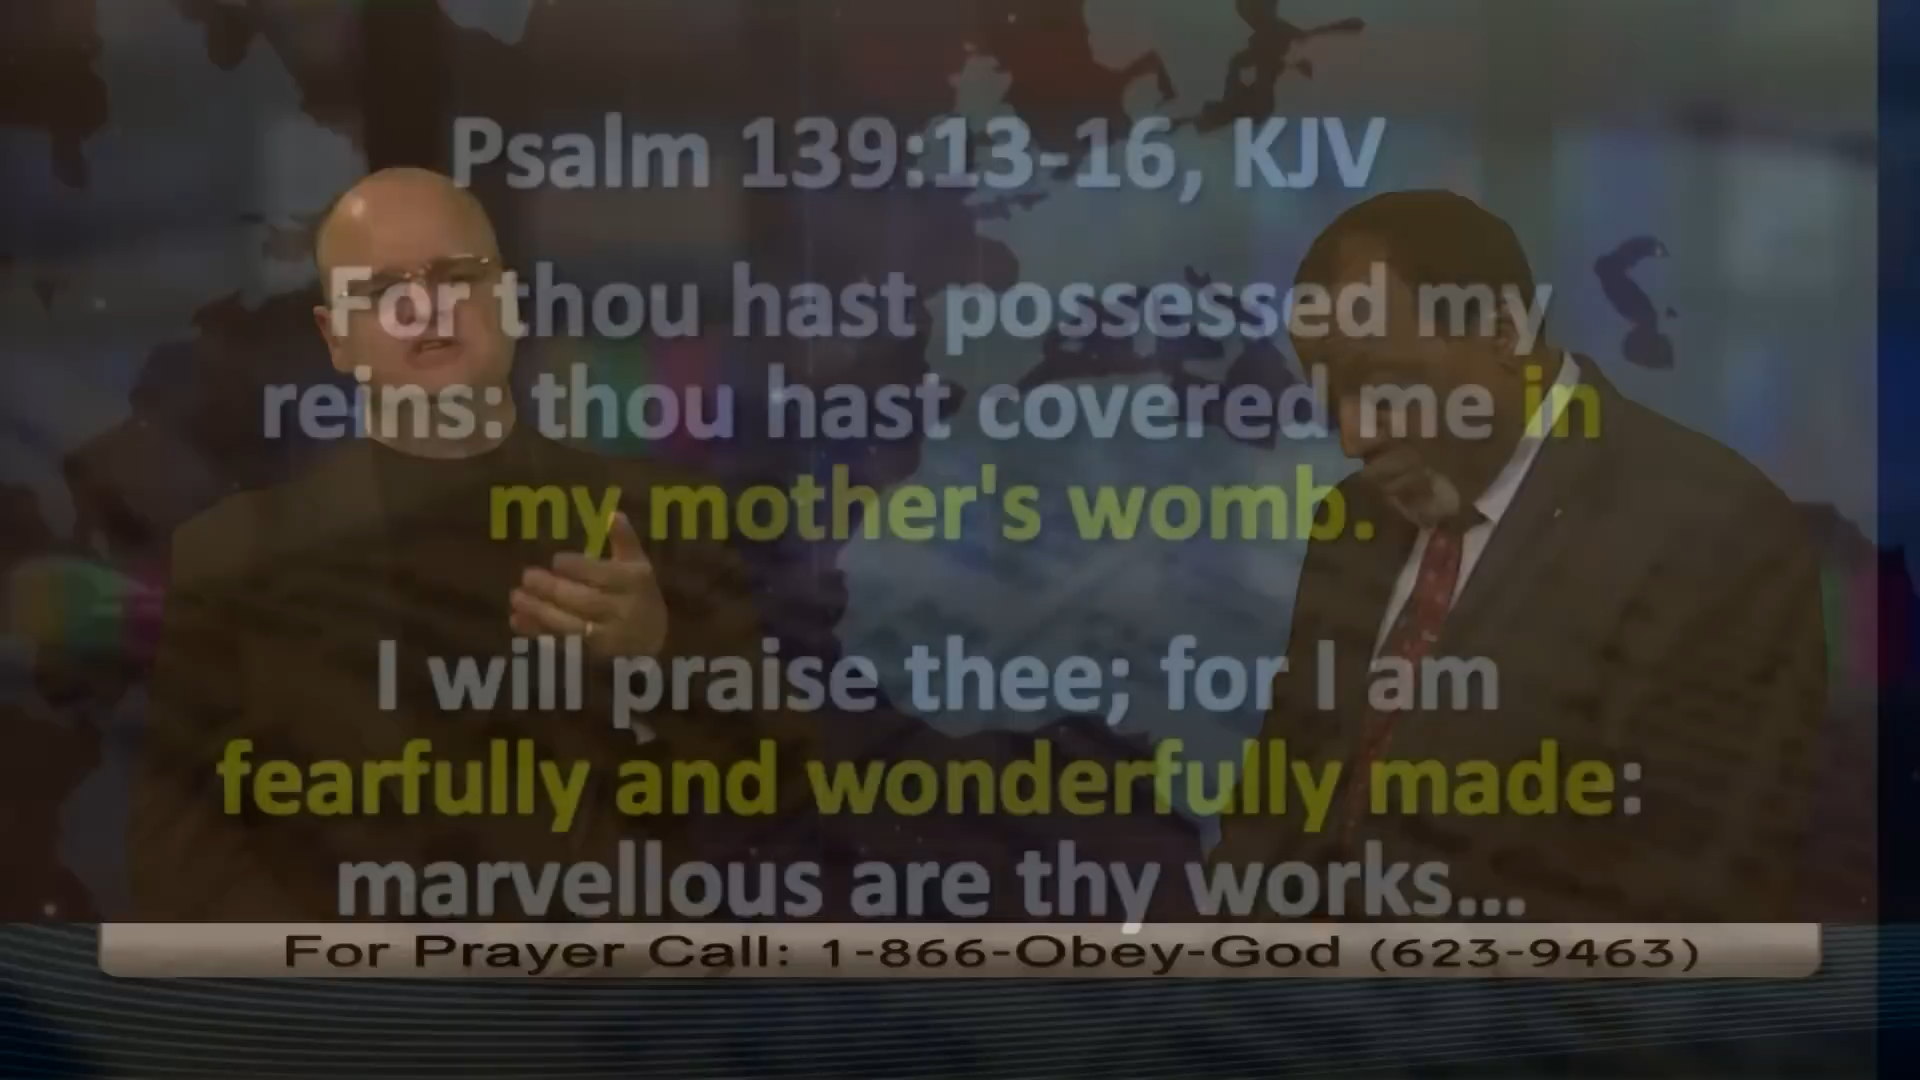 Psalm 139:13-16, KJV
For thou hast possessed my
reins: thou hast covered me in
my mother's womb.
I will praise thee; for I am
fearfully and wonderfully made:
marvellous are thy works...
For Prayer Call: 1-866-Obey-God (623-9463)